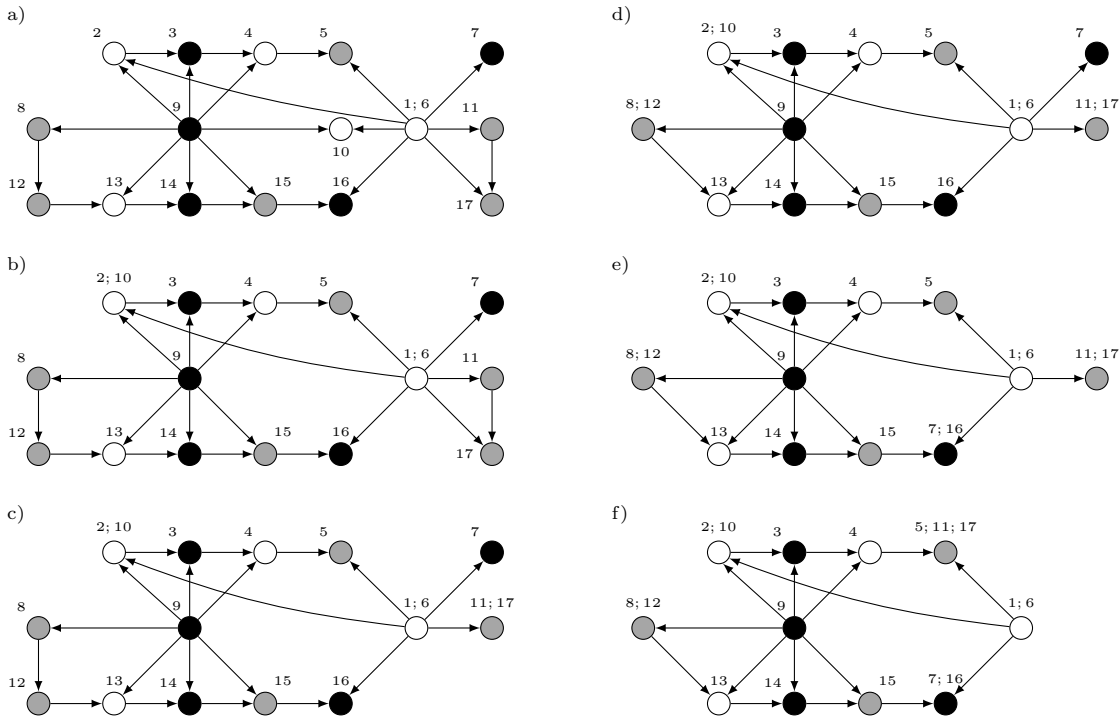 a)
2 3 4 5 7
8 9 1; 6 11
10
12 13 14 15 16 17
b)
2; 10 3 4 5 7
8 9 1; 6 11
12 13 14 15 16 17
c)
2; 10 3 4 5 7
8 9 1; 6 11; 17
12 13 14 15 16
d)
2; 10 3 4 5 7
8; 12 9 1; 6 11; 17
13 14 15 16
e)
2; 10 3 4 5
8; 12 9 1; 6 11; 17
13 14 15 7; 16
f)
2; 10 3 4 5; 11; 17
8; 12 9 1; 6
13 14 15 7; 16